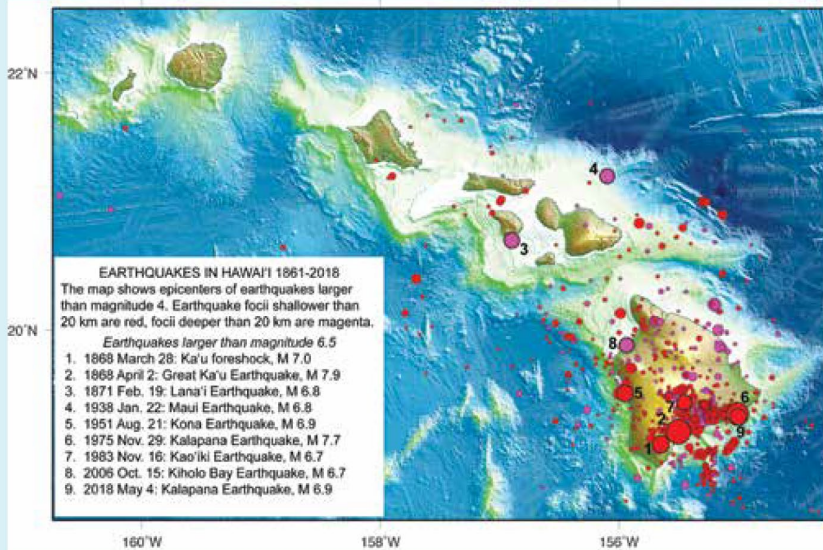 22°N
20°N
4
3
8
5
7
6
2
9
1
EARTHQUAKES IN HAWAI'I 1861-2018
The map shows epicenters of earthquakes larger
than magnitude 4. Earthquake focii shallower than
20 km are red, focii deeper than 20 km are magenta.
Earthquakes larger than magnitude 6.5
1. 1868 March 28: Ka'u foreshock, M 7.0
2. 1868 April 2: Great Ka'u Earthquake, M 7.9
3. 1871 Feb. 19: Lana'i Earthquake, M 6.8
4. 1938 Jan. 22: Maui Earthquake, M 6.8
5. 1951 Aug. 21: Kona Earthquake, M 6.9
6. 1975 Nov. 29: Kalapana Earthquake, M 7.7
7. 1983 Nov. 16: Kao'iki Earthquake, M 6.7
8. 2006 Oct. 15: Kiholo Bay Earthquake, M 6.7
9. 2018 May 4: Kalapana Earthquake, M 6.9
160°W
158°W
156°W